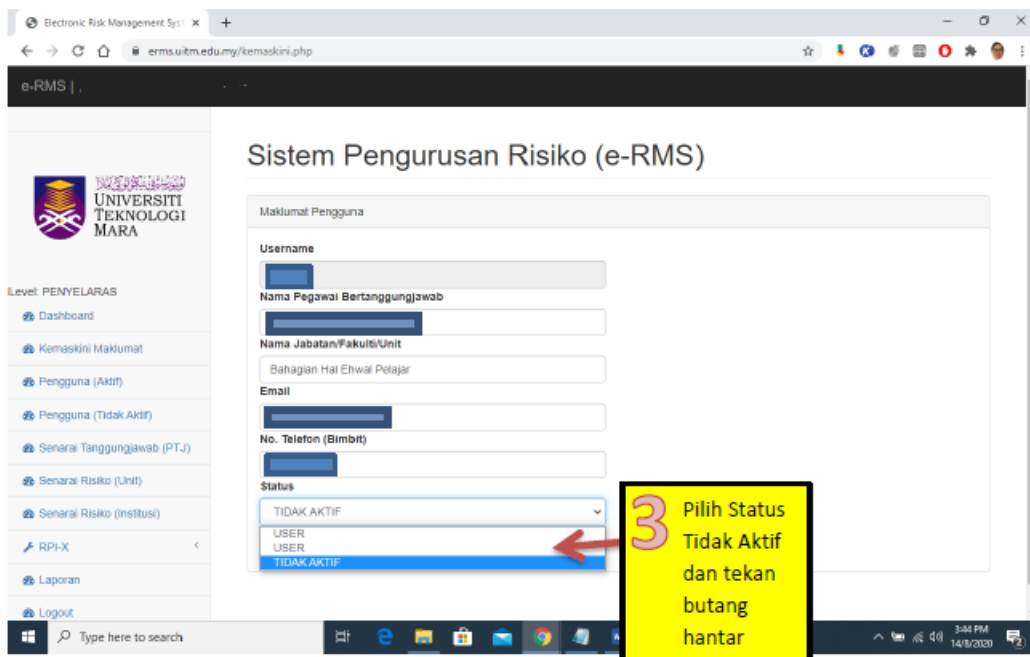 Electronic Risk Management Syst
erms.uitm.edu.my/kemaskini.php
e-RMS |
Sistem Pengurusan Risiko (e-RMS)
UNIVERSITI
TEKNOLOGI
MARA
Level: PENYELARAS
Dashboard
Kemaskini Maklumat
Pengguna (Aktif)
Pengguna (Tidak Aktif)
Senarai Tanggungjawab (PTJ)
Senarai Risiko (Unit)
Senarai Risiko (Institusi)
RPI-X
Laporan
Logout
Maklumat Pengguna
Username
Nama Pegawai Bertanggungjawab
Nama Jabatan/Fakulti/Unit
Bahagian Hal Ehwal Pelajar
Email
No. Telefon (Bimbit)
Status
TIDAK AKTIF
USER
USER
TIDAK AKTIF
3
Pilih Status
Tidak Aktif
dan tekan
butang
hantar
Type here to search
3:44 PM
14/8/2020